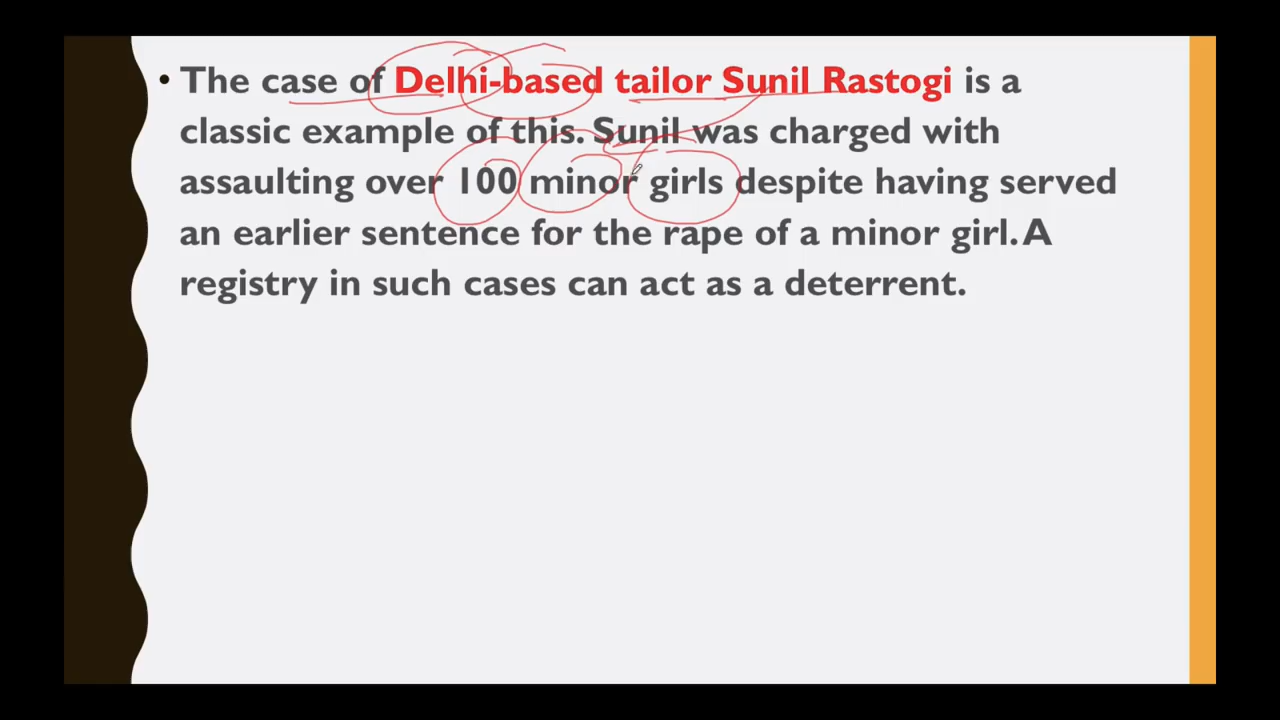 • The case of Delhi-based tailor Sunil Rastogi is a
classic example of this. Sunil was charged with
assaulting over 100 minor girls despite having served
an earlier sentence for the rape of a minor girl. A
registry in such cases can act as a deterrent.